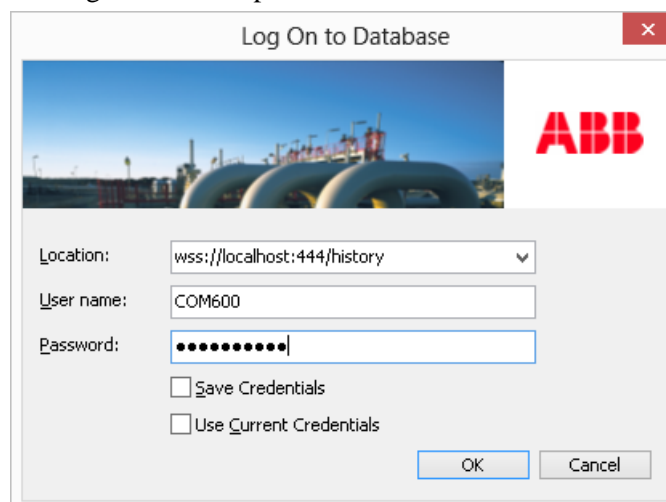 Log On to Database
ABB
Location: wss://localhost:444/history
User name: COM600
Password: ●●●●●●●●●●
Save Credentials
Use Current Credentials
OK Cancel